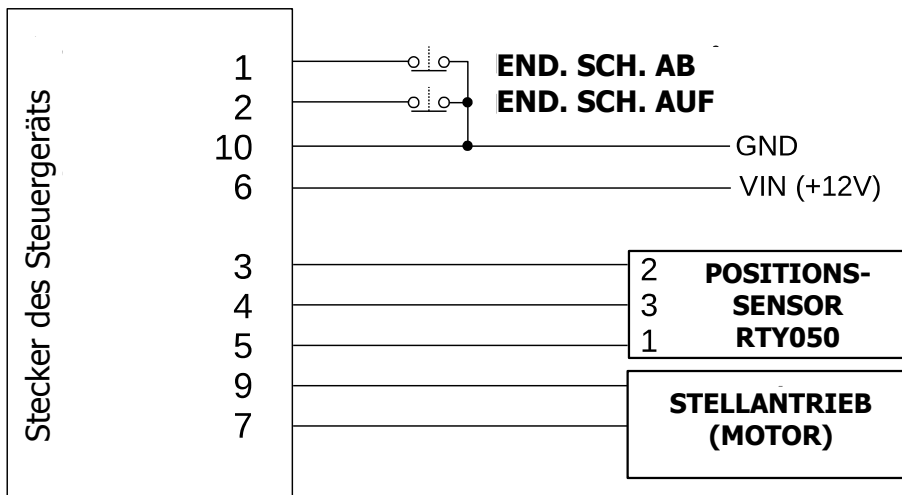 Stecker des Steuergeräts
1
END. SCH. AB
2
END. SCH. AUF
10
GND
6
VIN (+12V)
3
2
4
3
5
1
POSITIONS-
SENSOR
RTY050
9
7
STELLANTRIEB
(MOTOR)